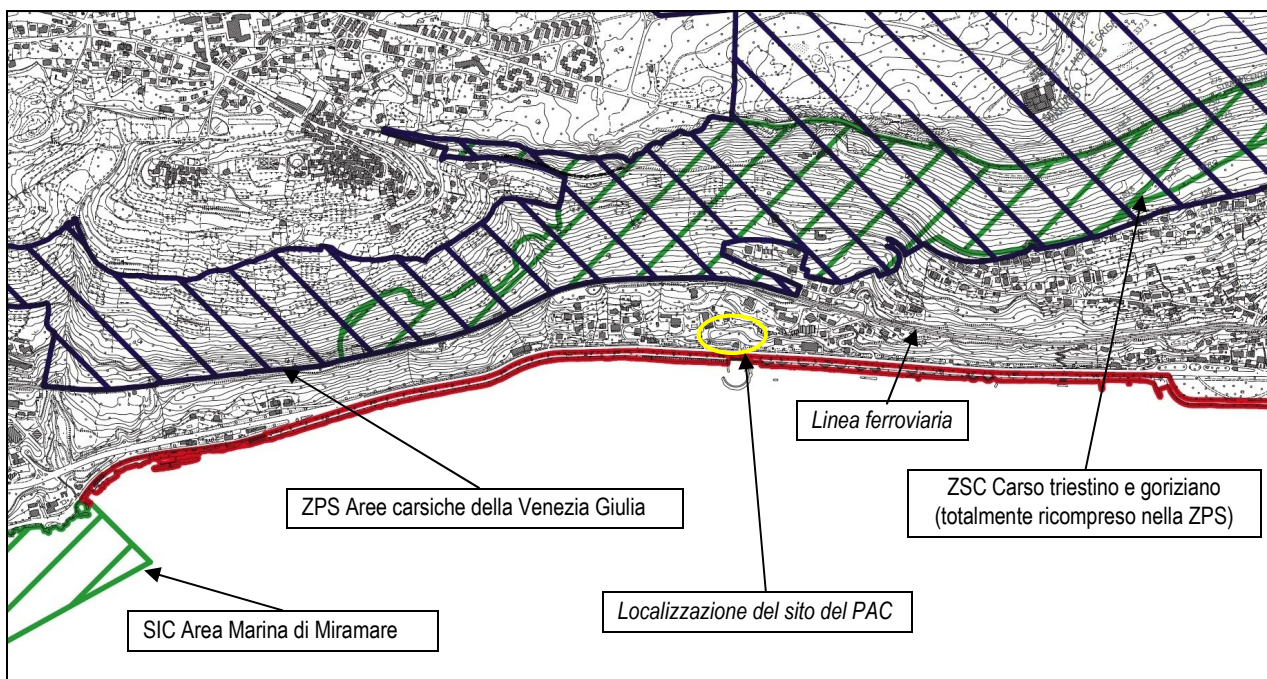 Linea ferroviaria
ZPS Aree carsiche della Venezia Giulia
ZSC Carso triestino e goriziano
(totalmente ricompreso nella ZPS)
Localizzazione del sito del PAC
SIC Area Marina di Miramare